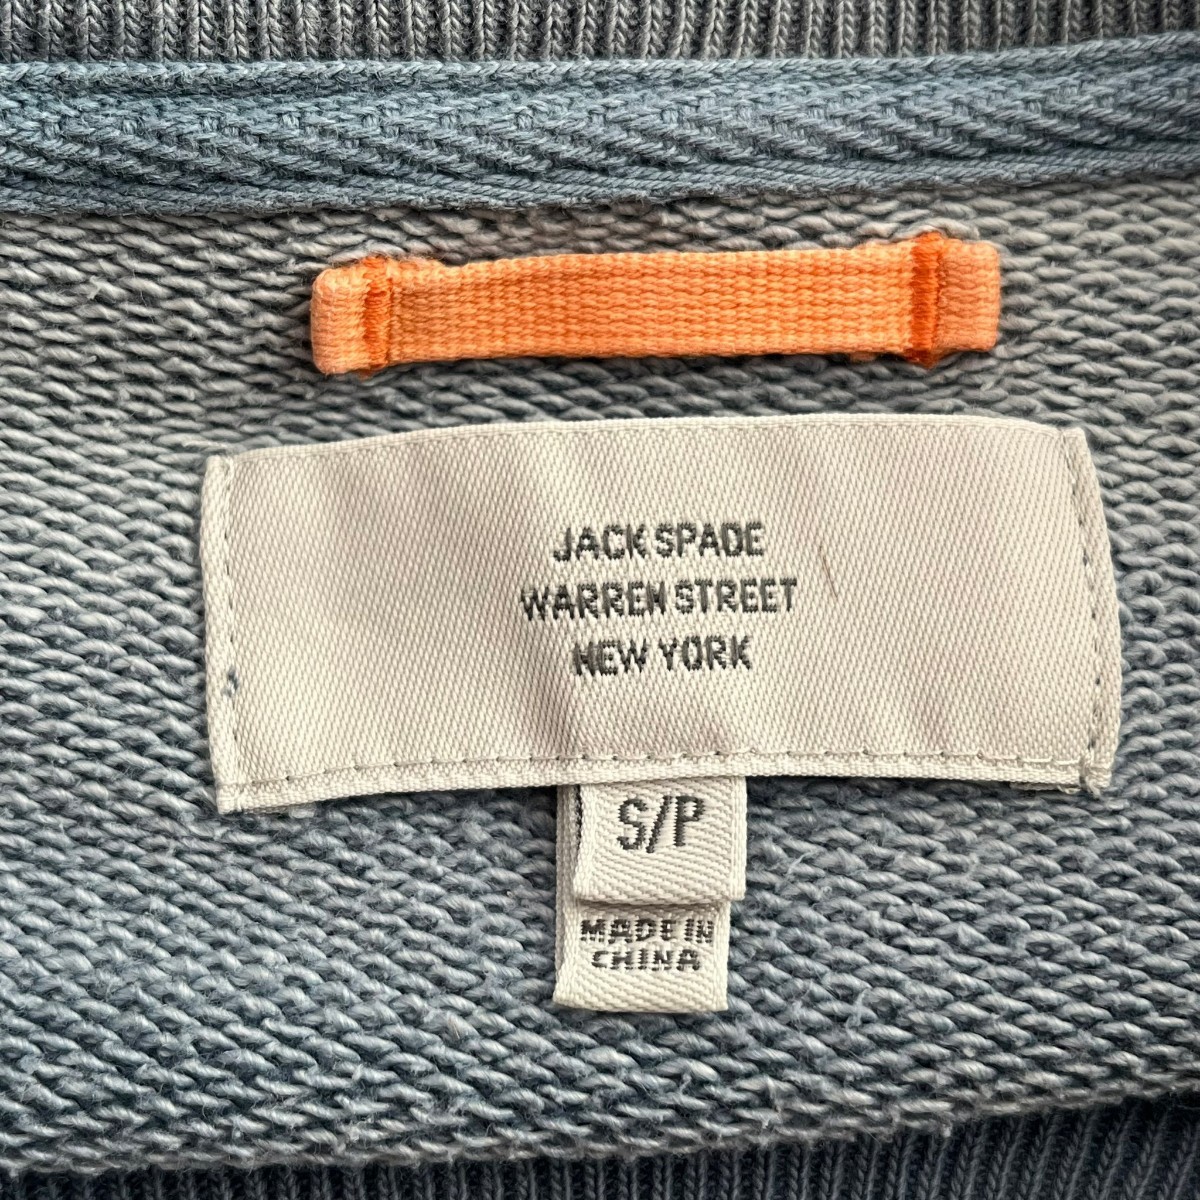 JACK SPADE
WARREN STREET
NEW YORK
S/P
MADE IN
CHINA